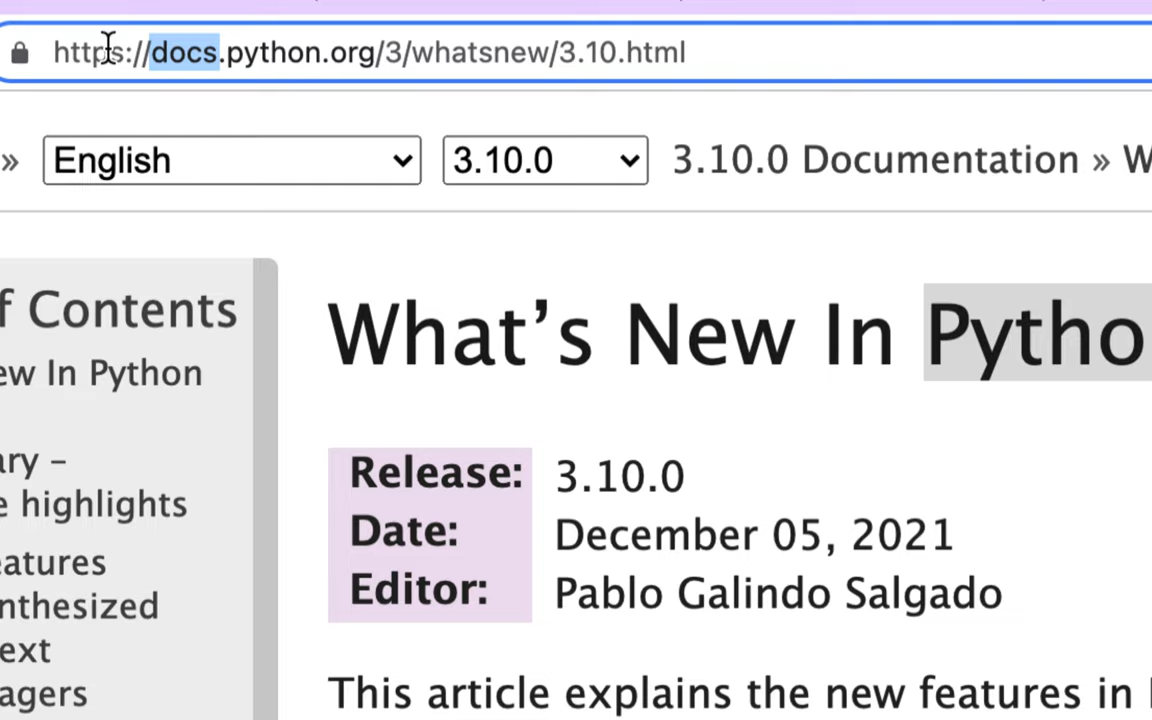 https://docs.python.org/3/whatsnew/3.10.html
» English 3.10.0 3.10.0 Documentation » W
f Contents
ew In Python
ary –
e highlights
eatures
nthesized
ext
agers
What’s New In Pytho
Release: 3.10.0
Date: December 05, 2021
Editor: Pablo Galindo Salgado
This article explains the new features in